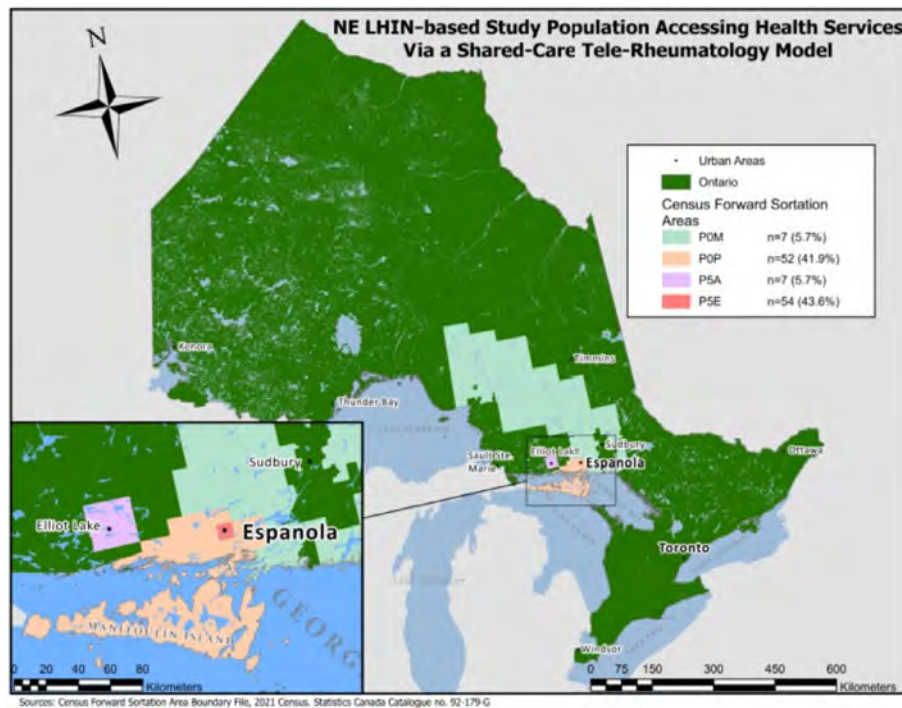 NE LHIN-based Study Population Accessing Health Services
Via a Shared-Care Tele-Rheumatology Model
N
Urban Areas
Ontario
Census Forward Sortation
Areas
P0M n=7 (5.7%)
P0P n=52 (41.9%)
P5A n=7 (5.7%)
P5E n=54 (43.6%)
Kenora
Timmins
Thunder Bay
Sudbury
Ottawa
Elliot Lake
Sault Ste.
Marie
Espanola
Toronto
Windsor
Sudbury
Elliot Lake
Espanola
GEORG
MANITOULIN ISLAND
0 20 40 60 80
Kilometers
0 75 150 300 450 600
Kilometers
Sources: Census Forward Sortation Area Boundary File, 2021 Census. Statistics Canada Catalogue no. 92-179-G